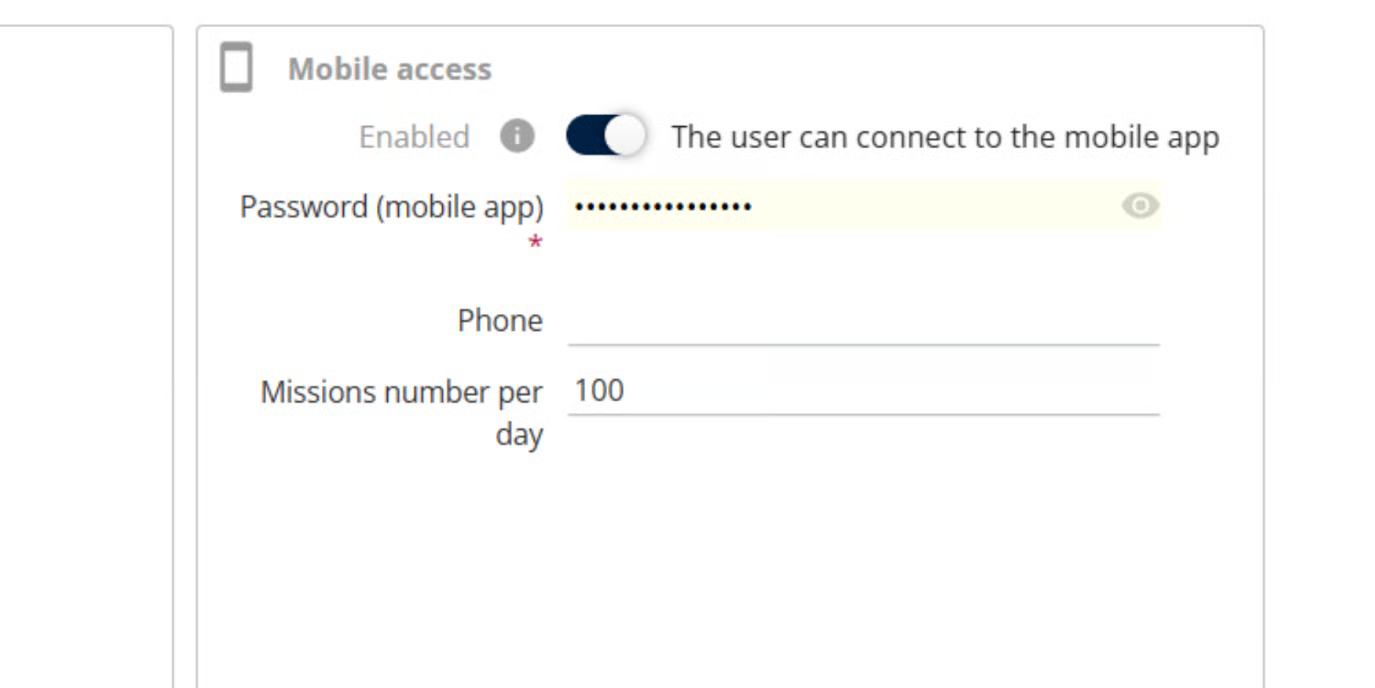 Mobile access
Enabled
The user can connect to the mobile app
Password (mobile app)
*
••••••••••••••••
Phone
Missions number per
day
100